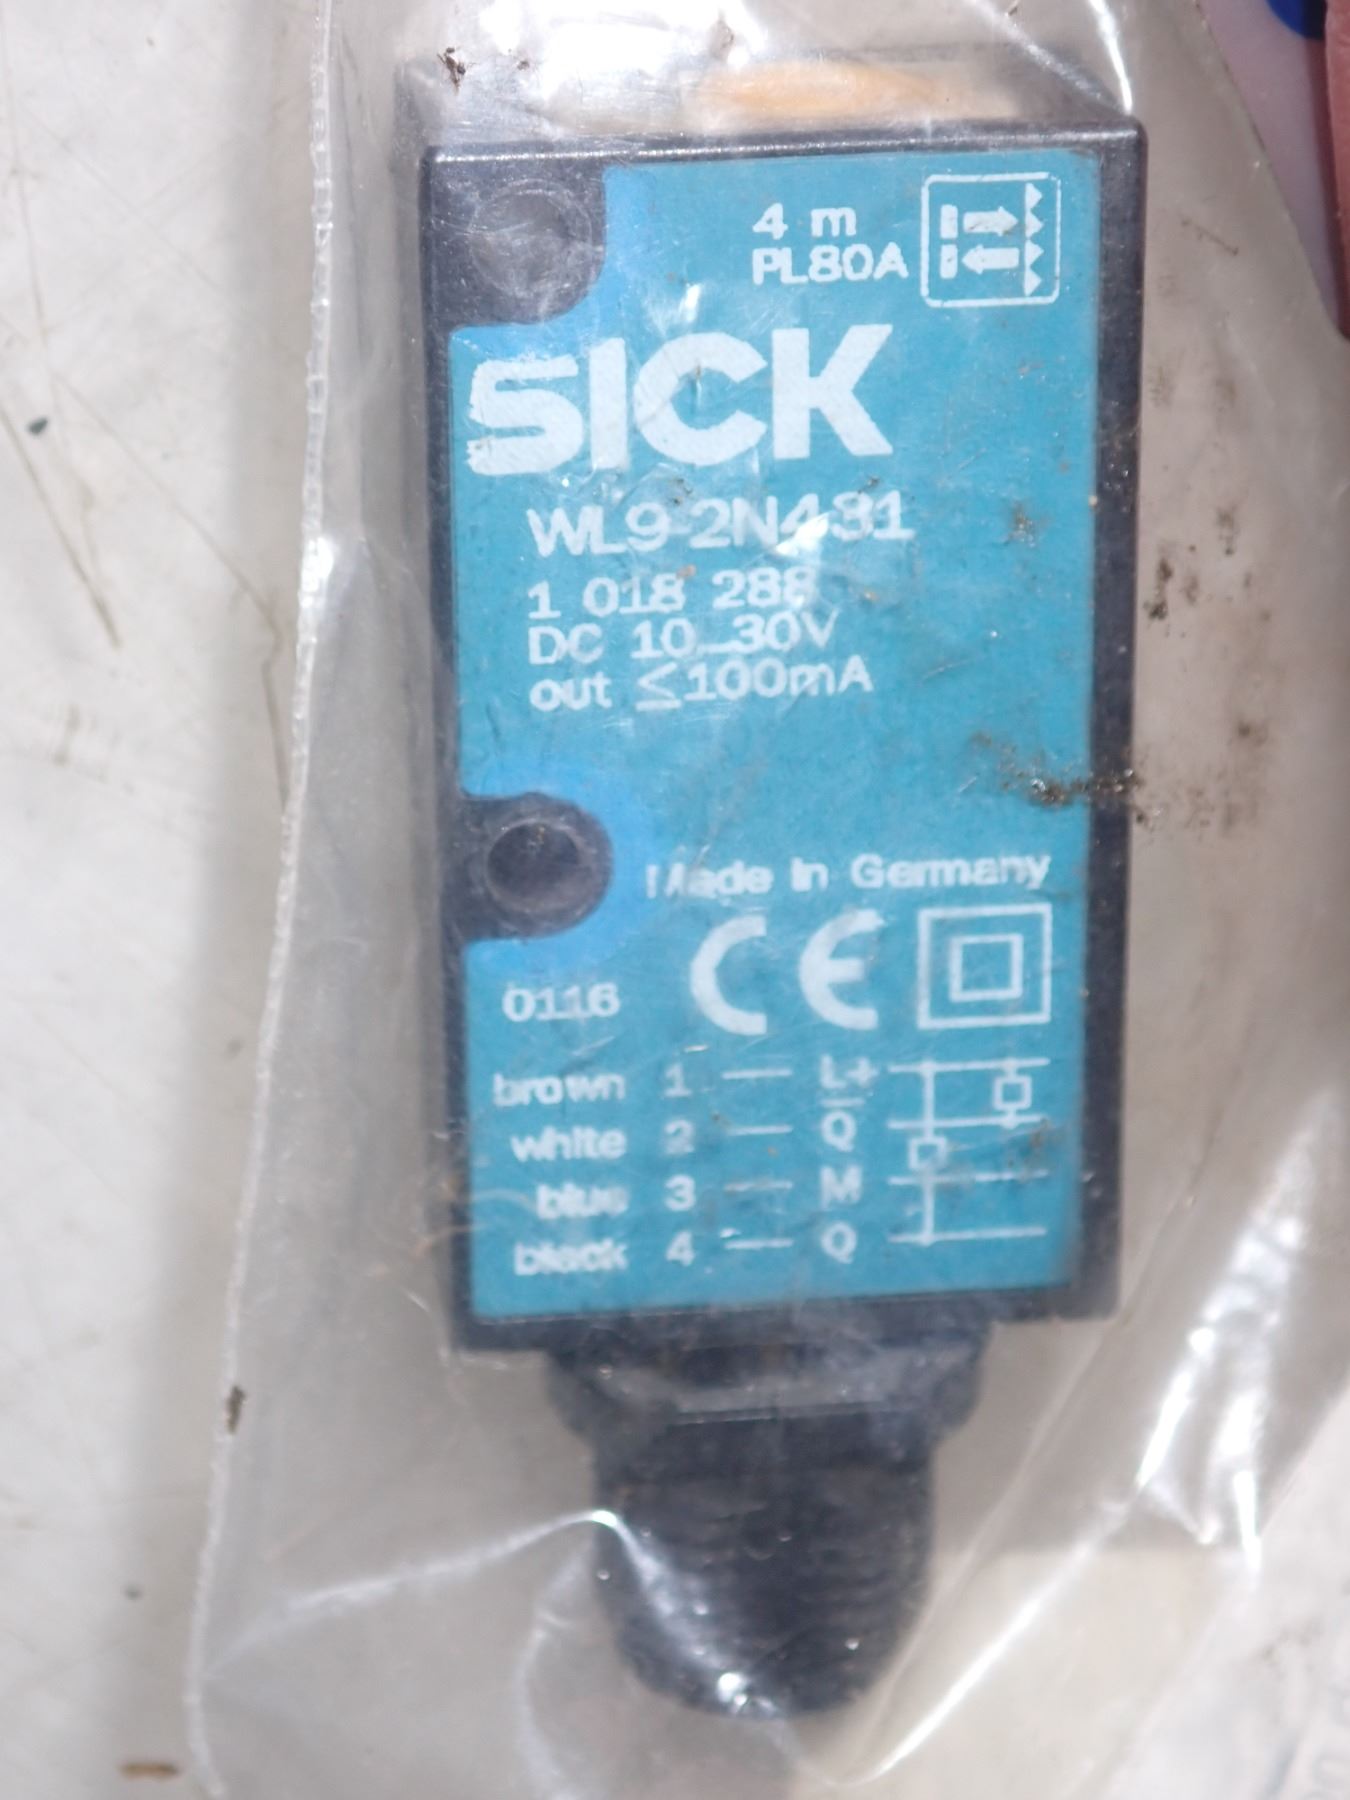 4 m
PL80A
SICK
WL9-2N431
1 018 288
DC 10...30V
out ≤100mA
Made in Germany
CE
0116
brown 1 — L+
white 2 — Q̅
blue 3 — M
black 4 — Q